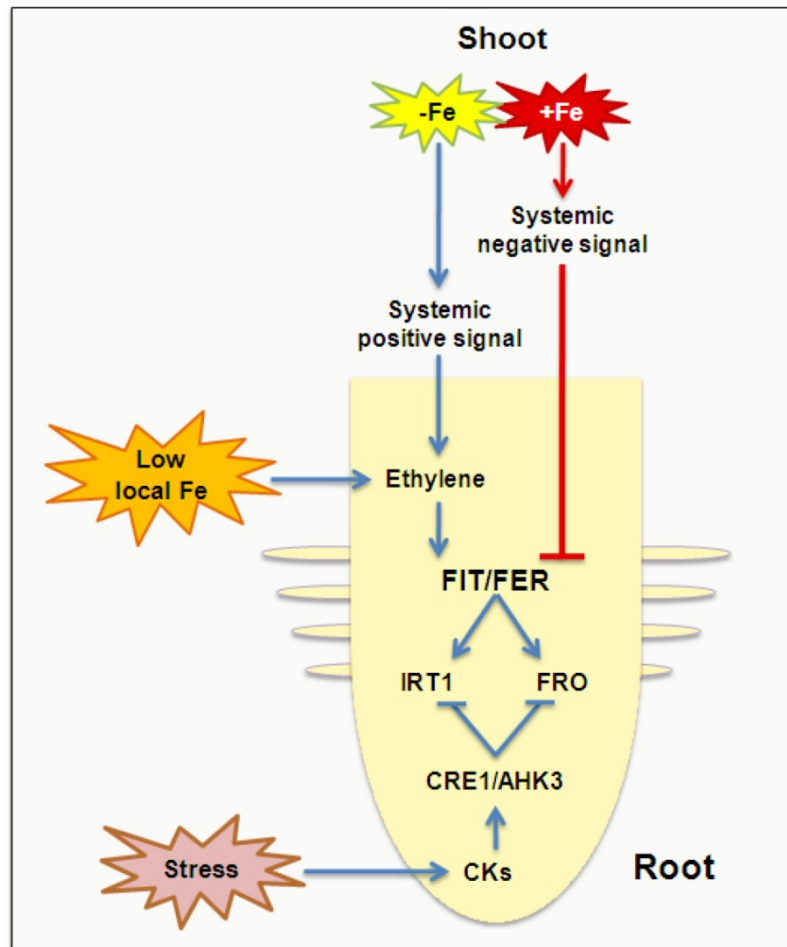 Shoot
-Fe
+Fe
Systemic
negative signal
Systemic
positive signal
Low
local Fe
Ethylene
FIT/FER
IRT1
FRO
CRE1/AHK3
Stress
CKs
Root